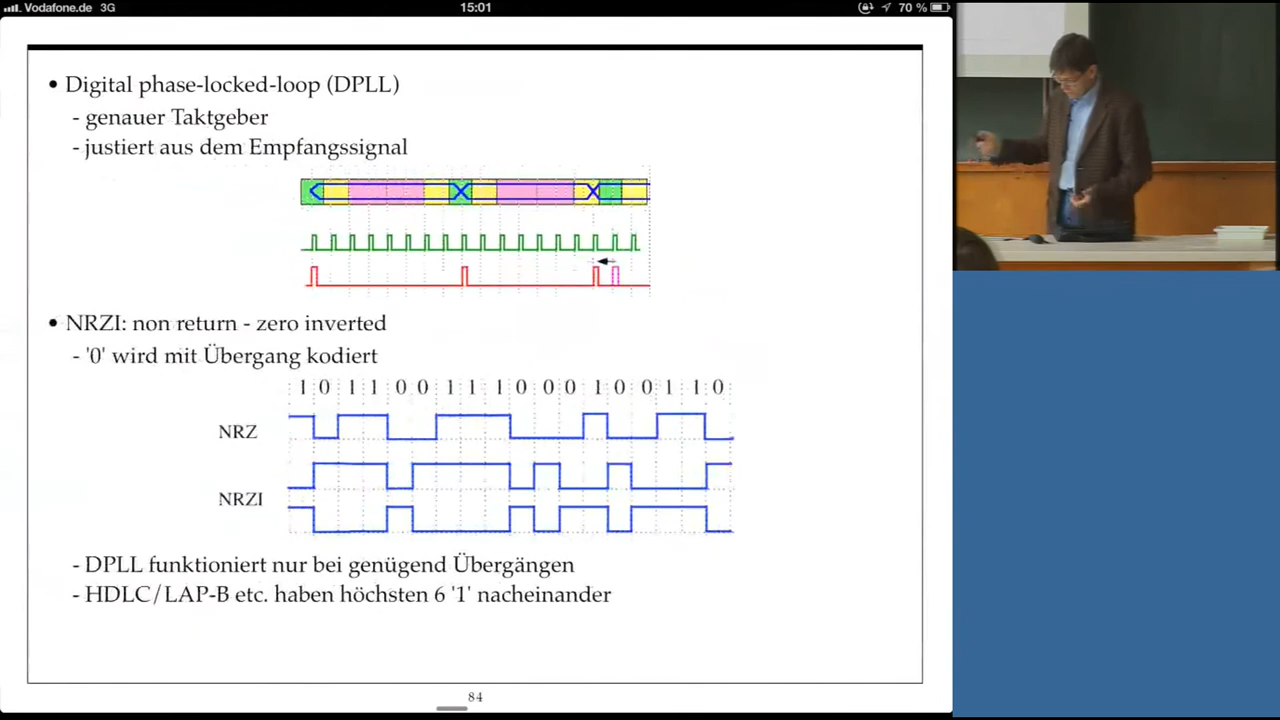 Vodafone.de 3G 15:01 70 %
• Digital phase-locked-loop (DPLL)
- genauer Taktgeber
- justiert aus dem Empfangssignal
• NRZI: non return - zero inverted
- '0' wird mit Übergang kodiert
1 0 1 1 0 0 1 1 1 0 0 0 1 0 0 1 1 0
NRZ
NRZI
- DPLL funktioniert nur bei genügend Übergängen
- HDLC/LAP-B etc. haben höchsten 6 '1' nacheinander
84